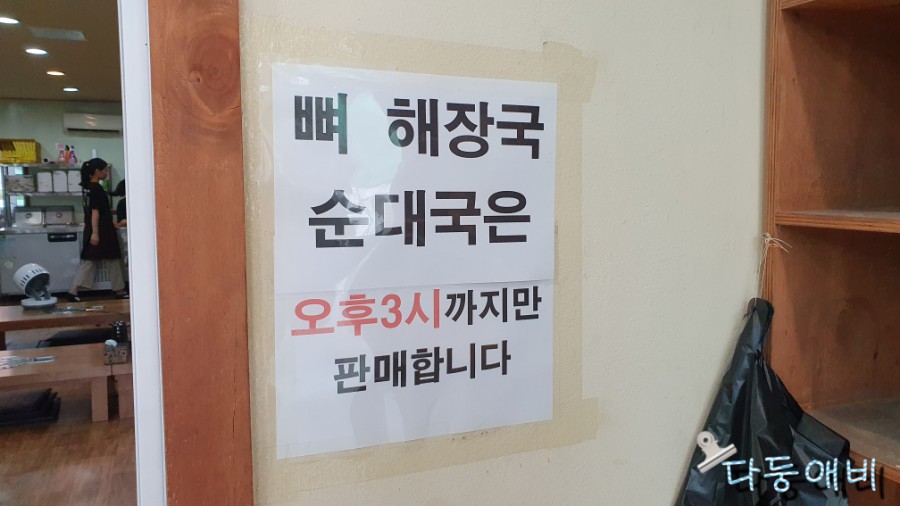 뼈 해장국
순대국은
오후3시까지만
판매합니다
다둥애비